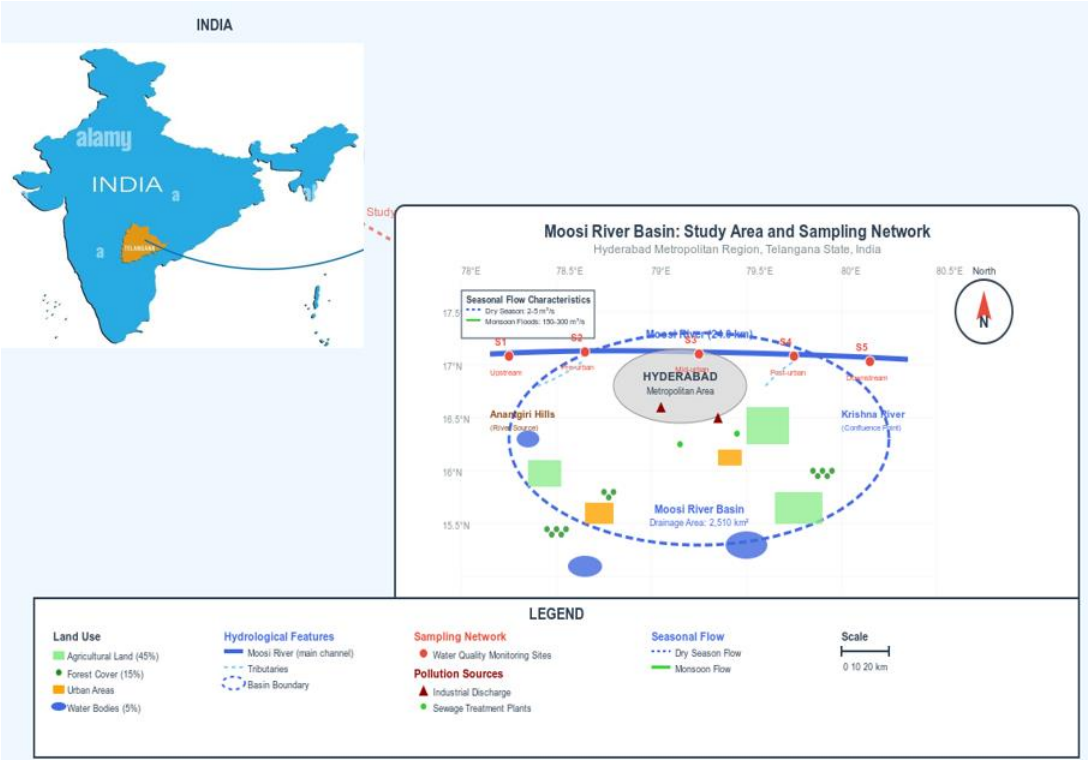 INDIA
alamy
INDIA
a
a
al
TELANGANA
Study
Moosi River Basin: Study Area and Sampling Network
Hyderabad Metropolitan Region, Telangana State, India
78°E
78.5°E
79°E
79.5°E
80°E
80.5°E
North
N
Seasonal Flow Characteristics
Dry Season: 2-5 m³/s
Monsoon Floods: 150-300 m³/s
17.5
17°N
16.5°N
16°N
15.5°N
S1
S2
S3
S4
S5
Upstream
Pre-urban
Mid-urban
Post-urban
Downstream
HYDERABAD
Metropolitan Area
Anantgiri Hills
(River Source)
Krishna River
(Confluence Point)
Moosi River Basin
Drainage Area: 2,510 km²
LEGEND
Land Use
Agricultural Land (45%)
Forest Cover (15%)
Urban Areas
Water Bodies (5%)
Hydrological Features
Moosi River (main channel)
Tributaries
Basin Boundary
Sampling Network
Water Quality Monitoring Sites
Pollution Sources
Industrial Discharge
Sewage Treatment Plants
Seasonal Flow
Dry Season Flow
Monsoon Flow
Scale
0 10 20 km